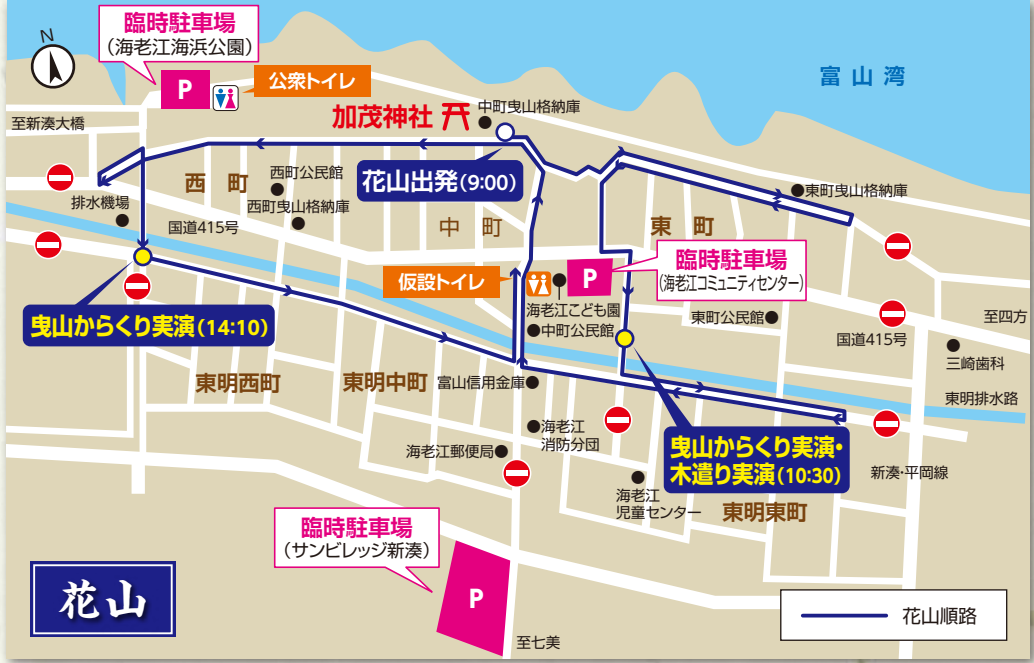 N
臨時駐車場
(海老江海浜公園)
P
公衆トイレ
富山湾
至新湊大橋
加茂神社
中町曳山格納庫
花山出発(9:00)
西町
西町公民館
西町曳山格納庫
排水機場
国道415号
中町
東町
東町曳山格納庫
仮設トイレ
P
臨時駐車場
(海老江コミュニティセンター)
海老江こども園
中町公民館
東町公民館
国道415号
至四方
三崎歯科
東明排水路
曳山からくり実演(14:10)
東明西町
東明中町
富山信用金庫
海老江
消防分団
海老江郵便局
曳山からくり実演・
木遣り実演(10:30)
新湊・平岡線
海老江
児童センター
東明東町
臨時駐車場
(サンビレッジ新湊)
P
至七美
花山
花山順路